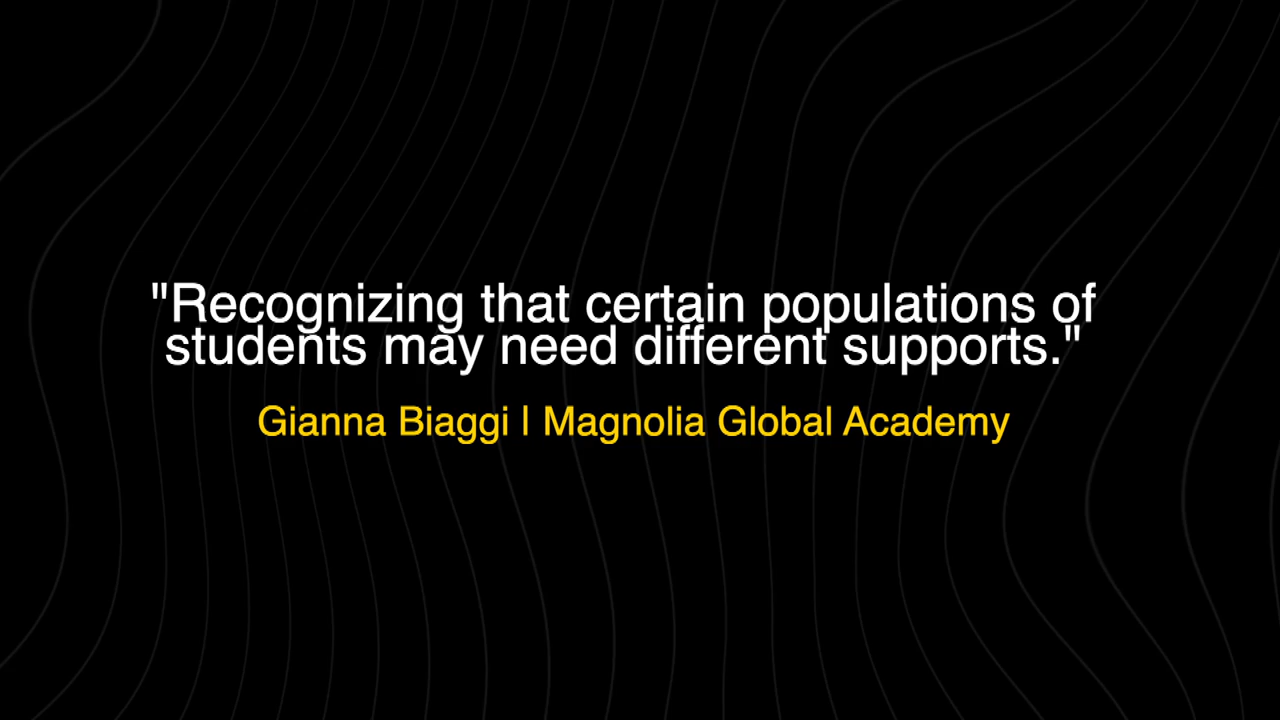 "Recognizing that certain populations of
students may need different supports."
Gianna Biaggi | Magnolia Global Academy